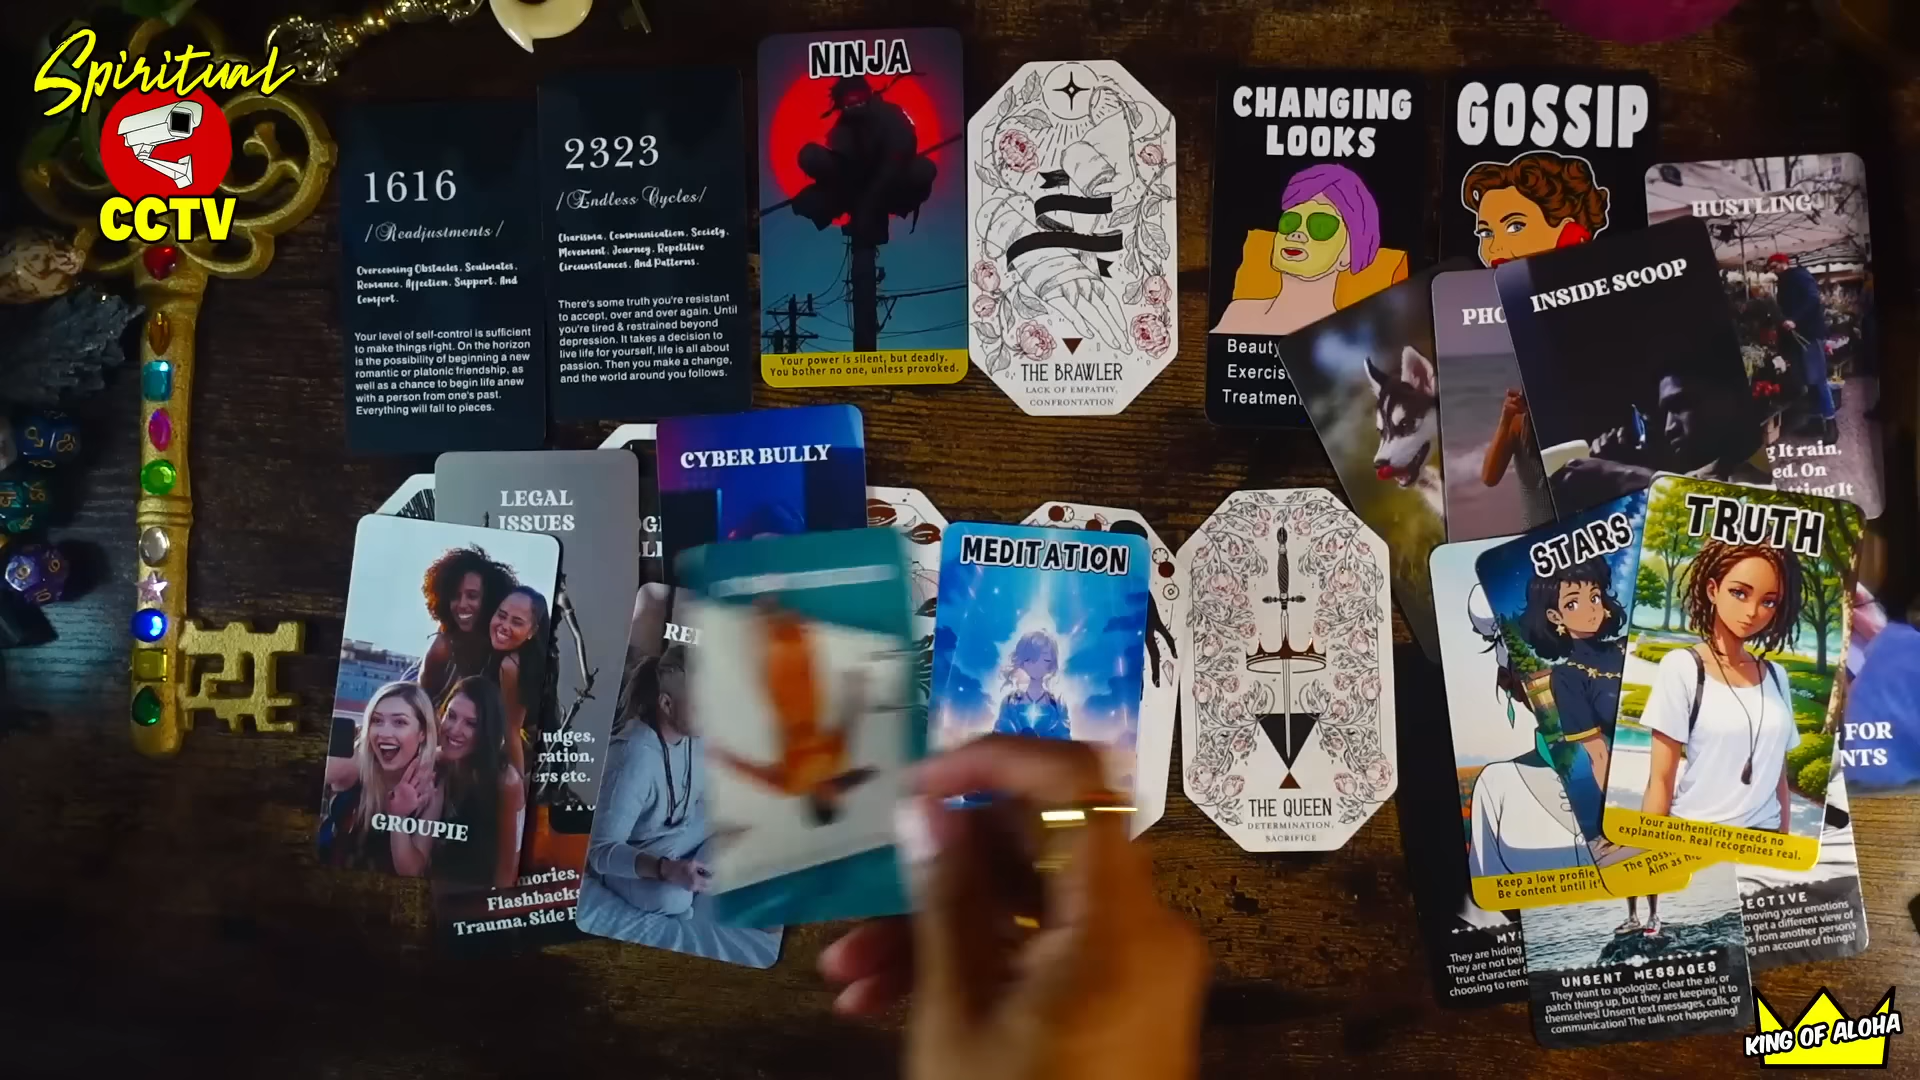 Spiritual
CCTV
1616
/Readjustments/
Overcoming Obstacles, Soulmates,
Romance, Affection, Support, And
Comfort.
Your level of self-control is sufficient
to make things right. On the horizon
is the possibility of beginning a new
romantic or platonic friendship, as
well as a chance to begin life anew
with a person from one's past.
Everything will fall to pieces.
2323
/Endless Cycles/
Charisma, Communication, Society,
Movement, Journey, Repetitive
Circumstances, And Patterns.
There's some truth you're resistant
to accept, over and over again. Until
you're tired & restrained beyond
depression. It takes a decision to
live life for yourself, life is all about
passion. Then you make a change,
and the world around you follows.
NINJA
Your power is silent, but deadly.
You bother no one, unless provoked.
THE BRAWLER
LACK OF EMPATHY,
CONFRONTATION
CHANGING
LOOKS
Beauty
Exercis
Treatmen
GOSSIP
HUSTLING
g It rain,
ed. On
tting It
PHO
INSIDE SCOOP
LEGAL
ISSUES
udges,
ration,
ers etc.
GROUPIE
mories,
Flashbacks
Trauma, Side E
CYBER BULLY
REL
MEDITATION
THE QUEEN
DETERMINATION,
SACRIFICE
STARS
The poss
Aim as hi
TRUTH
Your authenticity needs no
explanation. Real recognizes real.
Keep a low profile
Be content until it'
FOR
NTS
MY
They are hiding
They are not bein
true character
choosing to rema
UNSENT MESSAGES
They want to apologize, clear the air, or
patch things up, but they are keeping it to
themselves! Unsent text messages, calls, or
communication! The talk not happening!
ECTIVE
moving your emotions
o get a different view of
gs from another person's
ng an account of things!
KING OF ALOHA